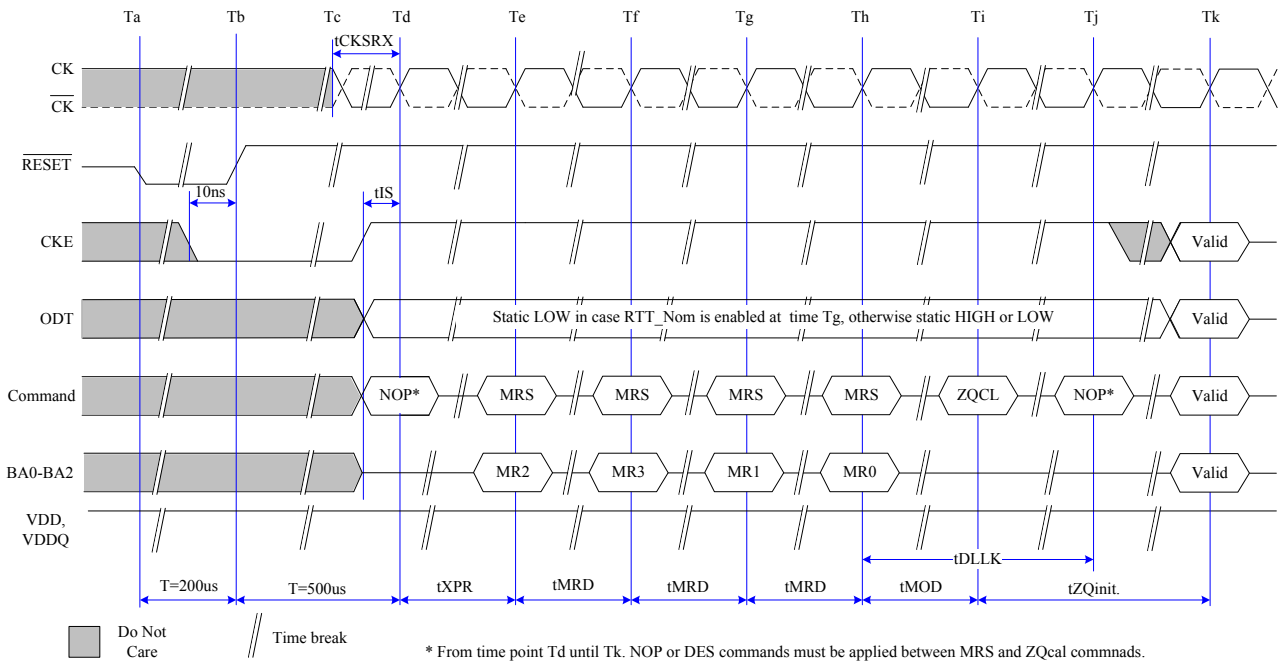 Ta Tb Tc Td Te Tf Tg Th Ti Tj Tk
tCKSRX
CK
CK
RESET
10ns
tIS
CKE
Valid
ODT
Static LOW in case RTT_Nom is enabled at time Tg, otherwise static HIGH or LOW
Valid
Command
NOP* MRS MRS MRS MRS ZQCL NOP* Valid
BA0-BA2
MR2 MR3 MR1 MR0 Valid
VDD,
VDDQ
tDLLK
T=200us T=500us tXPR tMRD tMRD tMRD tMOD tZQinit.
Do Not
Care
Time break
* From time point Td until Tk. NOP or DES commands must be applied between MRS and ZQcal commnads.